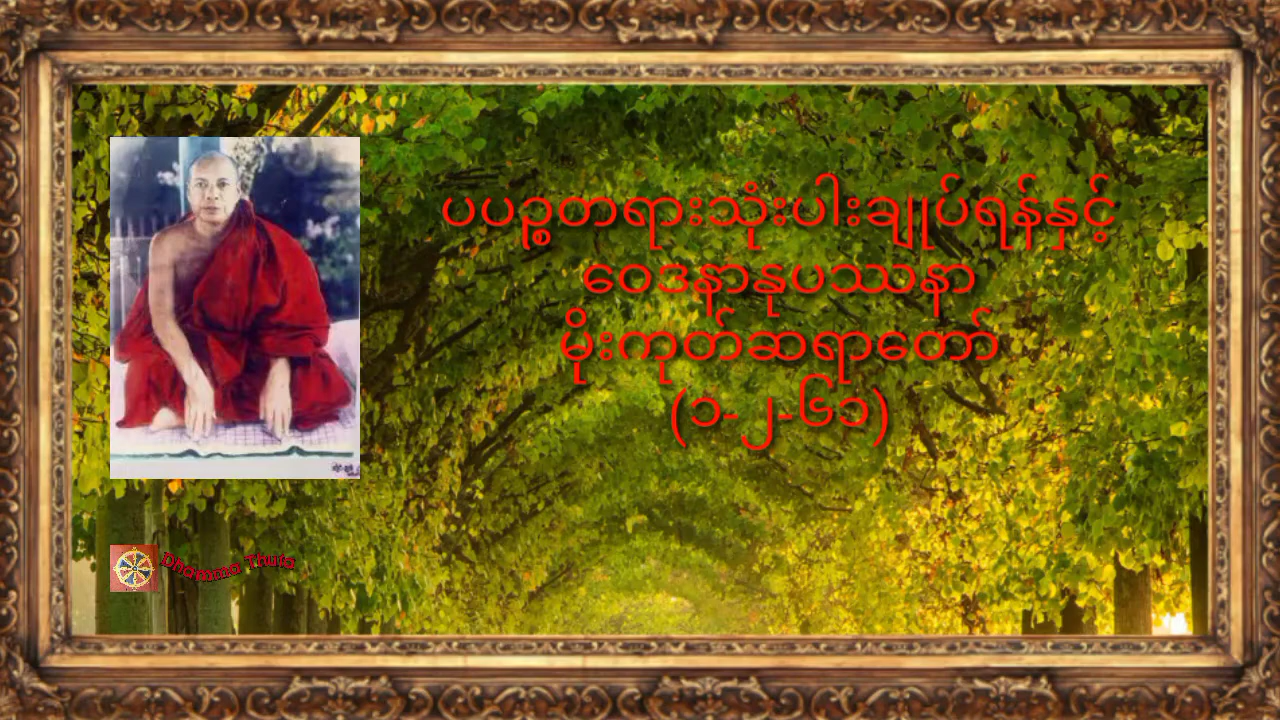 ပပဉ္စတရားသုံးပါးချုပ်ရန်နှင့်
ဝေဒနာနုပဿနာ
မိုးကုတ်ဆရာတော်
(၁-၂-၆၁)
Dhamma Thuta